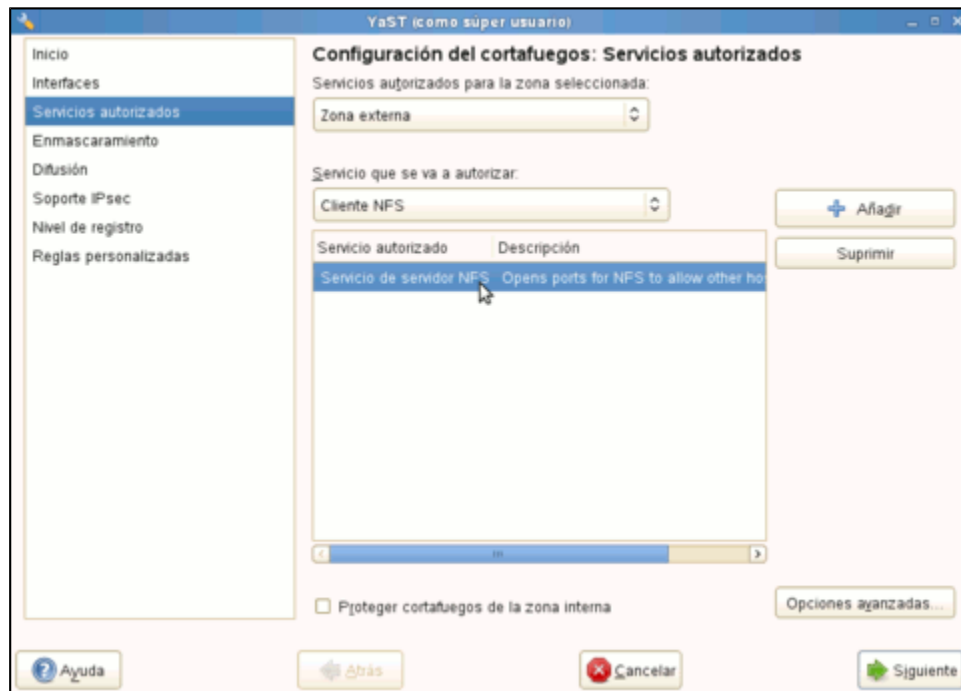 YaST (como súper usuario)
Inicio
Interfaces
Servicios autorizados
Enmascaramiento
Difusión
Soporte IPsec
Nivel de registro
Reglas personalizadas
Configuración del cortafuegos: Servicios autorizados
Servicios autorizados para la zona seleccionada:
Zona externa
Servicio que se va a autorizar:
Cliente NFS
Añadir
Suprimir
Servicio autorizado Descripción
Servicio de servidor NFS Opens ports for NFS to allow other hos
Proteger cortafuegos de la zona interna
Opciones avanzadas...
Ayuda Atrás Cancelar Siguiente